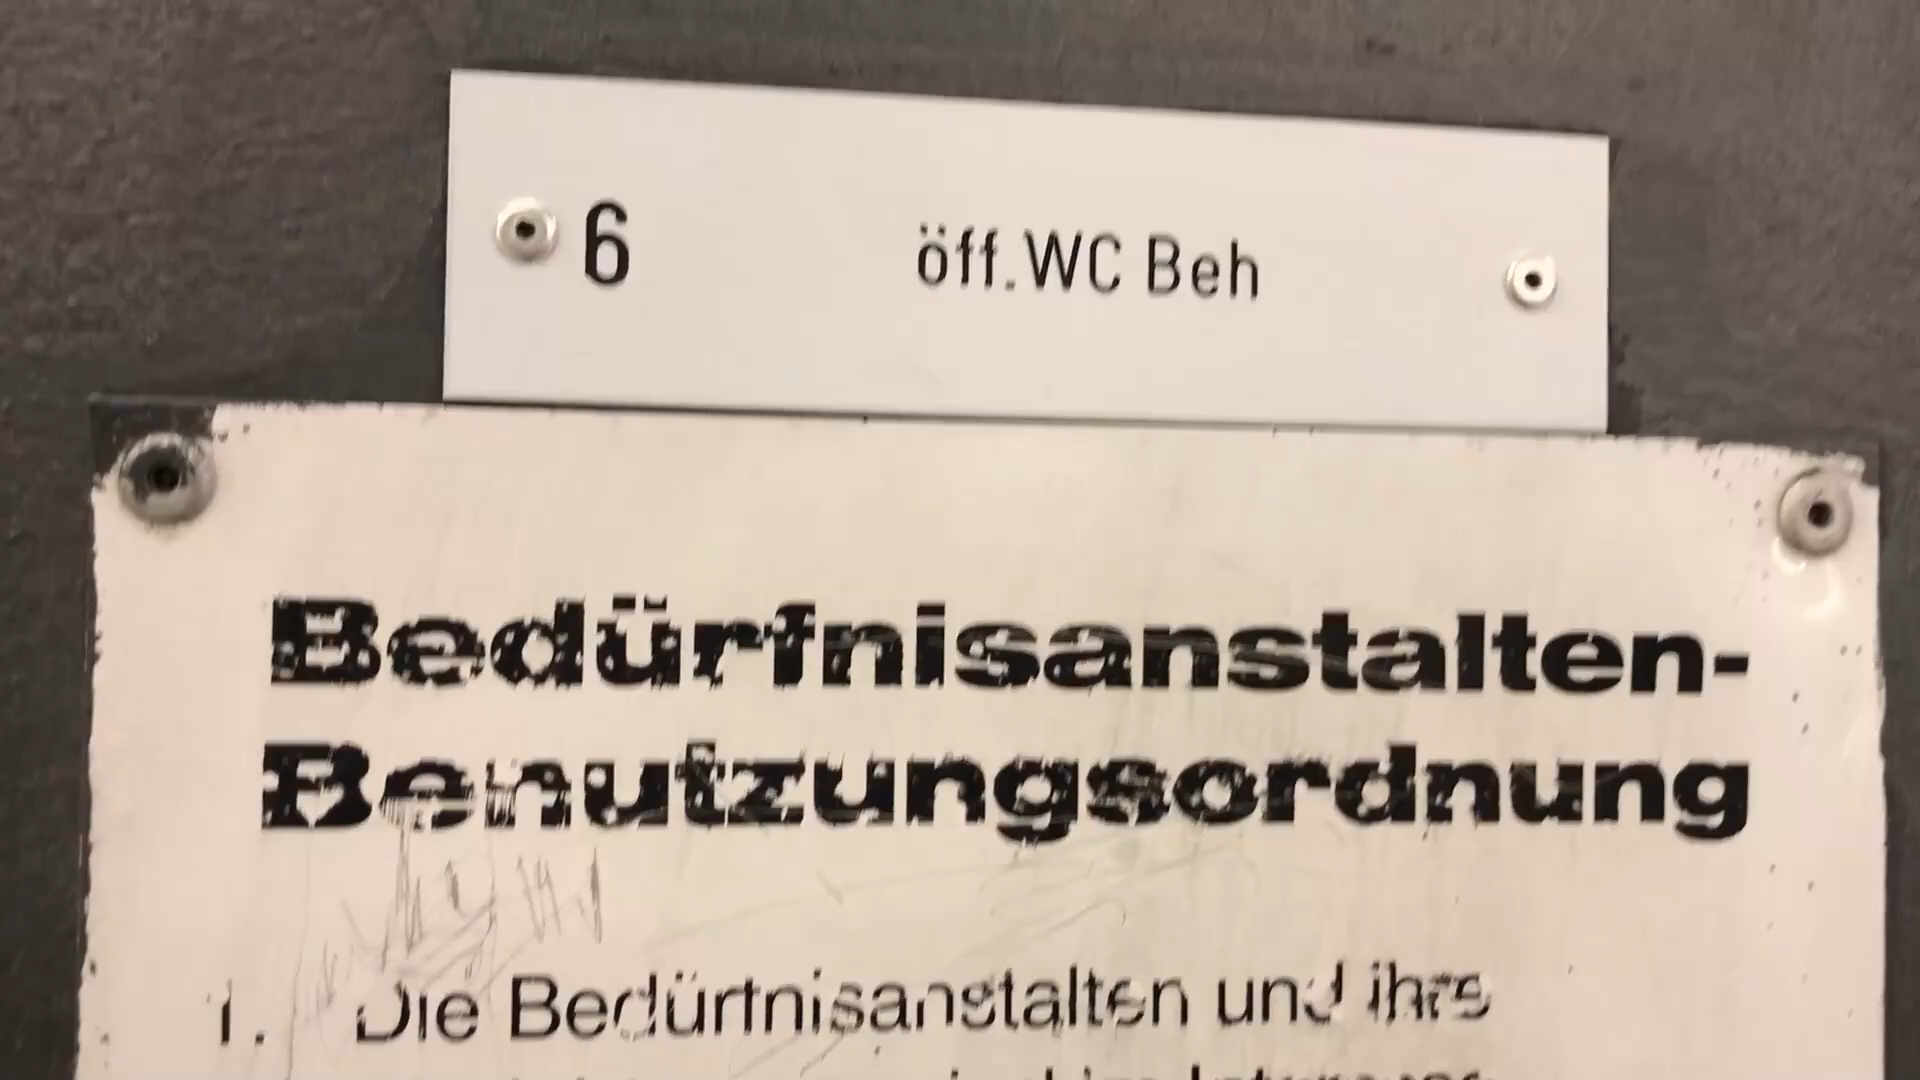 6 öff.WC Beh
Bedürfnisanstalten-
Benutzungsordnung
1. Die Bedürfnisanstalten und ihre